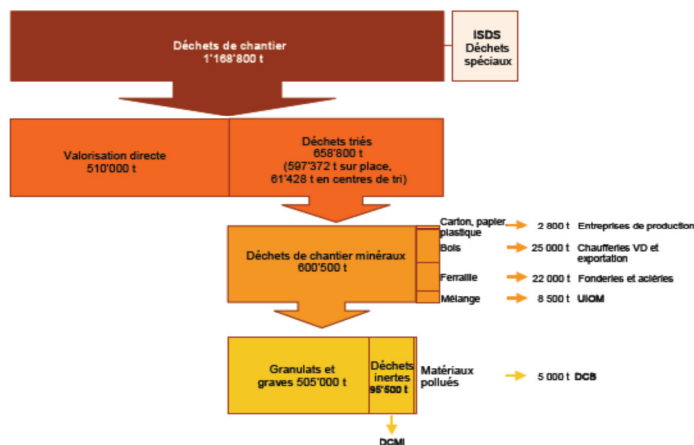 Déchets de chantier
1'168'800 t
ISDS
Déchets
spéciaux
Valorisation directe
510'000 t
Déchets triés
658'800 t
(597'372 t sur place,
61'428 t en centres de tri)
Déchets de chantier minéraux
600'500 t
Carton, papier,
plastique
2 800 t Entreprises de production
Bois
25 000 t Chaufferies VD et
exportation
Ferraille
22 000 t Fonderies et aciéries
Mélange
8 500 t UIOM
Granulats et
graves 505'000 t
Déchets
inertes
95'500 t
Matériaux
pollués
5 000 t DCB
DCMI